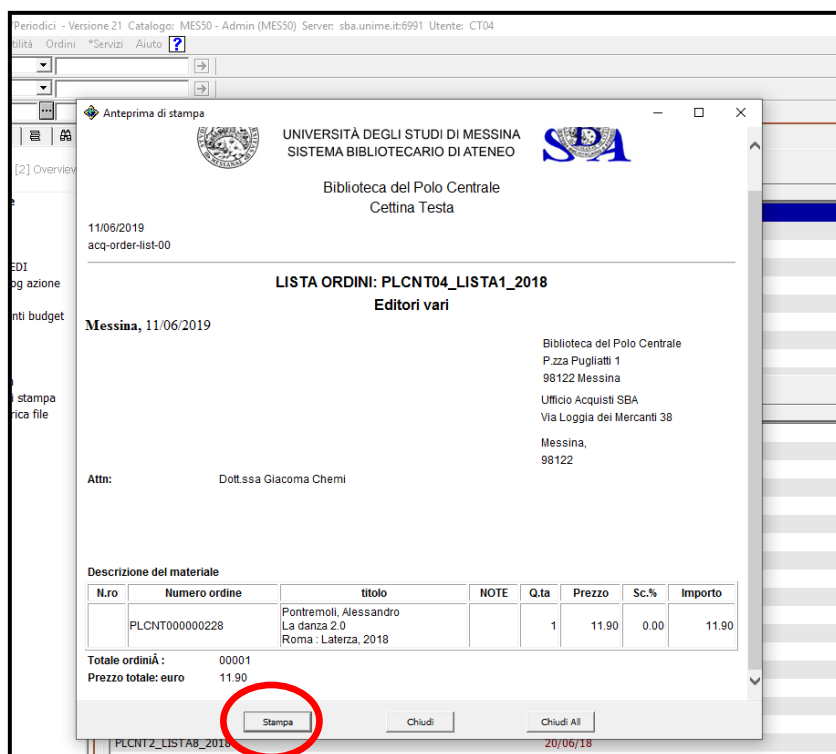 Periodici - Versione 21 Catalogo: MES50 - Admin (MES50) Server: sba.unime.it:6991 Utente: CT04
Ordini *Servizi Aiuto ?
Anteprima di stampa
[2] Overview
UNIVERSITÀ DEGLI STUDI DI MESSINA
SISTEMA BIBLIOTECARIO DI ATENEO
Biblioteca del Polo Centrale
Cettina Testa
11/06/2019
acq-order-list-00
EDI
azione
budget
stampa
file
LISTA ORDINI: PLCNT04_LISTA1_2018
Editori vari
Messina, 11/06/2019
Biblioteca del Polo Centrale
P.zza Pugliatti 1
98122 Messina
Ufficio Acquisti SBA
Via Loggia dei Mercanti 38
Messina,
98122
Attn: Dott.ssa Giacoma Chemi
Descrizione del materiale
N.ro Numero ordine titolo NOTE Q.ta Prezzo Sc.% Importo
Pontremoli, Alessandro
PLCNT000000228 La danza 2.0 1 11.90 0.00 11.90
Roma : Laterza, 2018
Totale ordiniÂ : 00001
Prezzo totale: euro 11.90
Stampa Chiudi Chiudi All
PLCNT2_LISTA8_2018 20/06/18